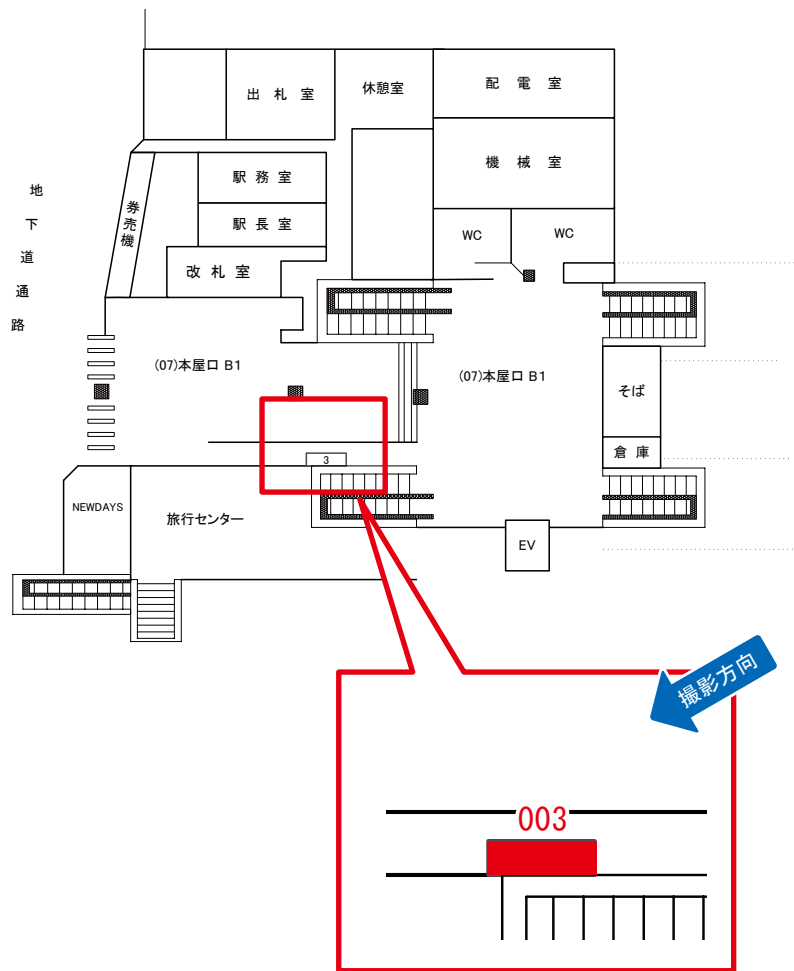 出札室
休憩室
配電室
機械室
駅務室
駅長室
改札室
券売機
地下道通路
WC
WC
(07)本屋口 B1
(07)本屋口 B1
そば
倉庫
3
NEWDAYS
旅行センター
EV
撮影方向
003